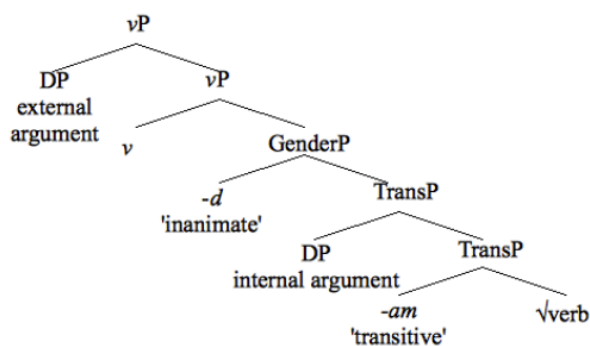 vP
DP
external
argument
vP
v
GenderP
-d
'inanimate'
TransP
DP
internal argument
TransP
-am
'transitive'
√verb